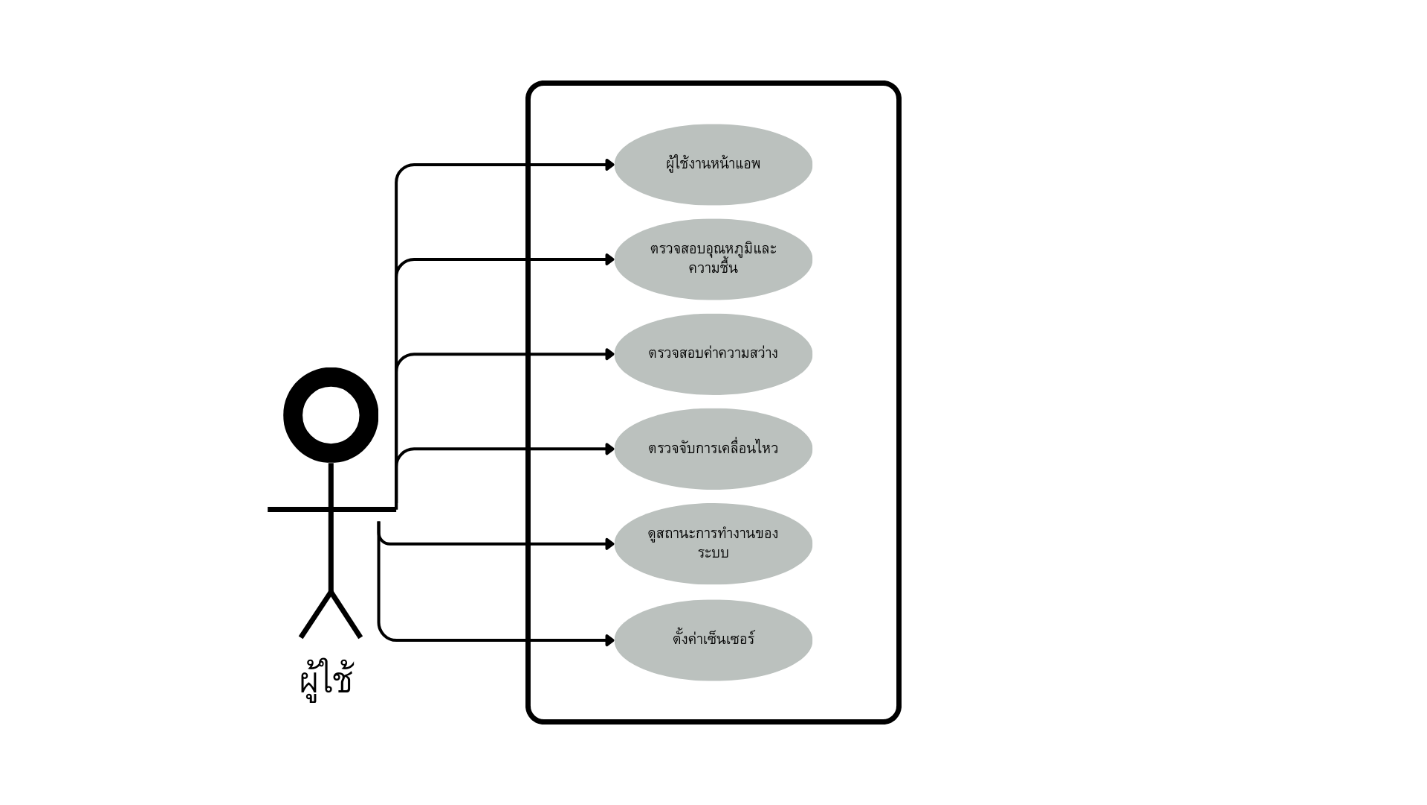 ผู้ใช้งานหน้าแอพ
ตรวจสอบอุณหภูมิและ
ความชื้น
ตรวจสอบค่าความสว่าง
ตรวจจับการเคลื่อนไหว
ดูสถานะการทำงานของ
ระบบ
ตั้งค่าเซ็นเซอร์
ผู้ใช้